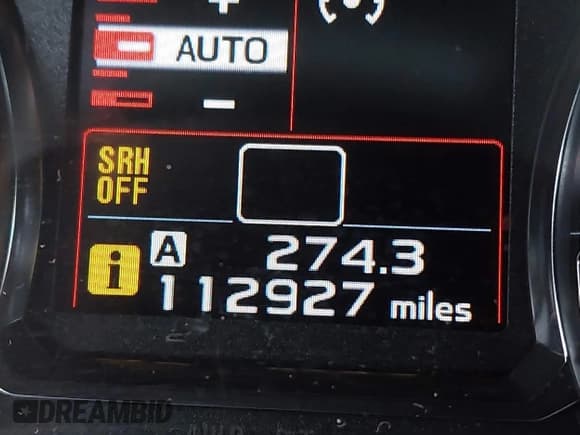 +
AUTO
−
SRH
OFF
i A 274.3
112927 miles
DREAMBID